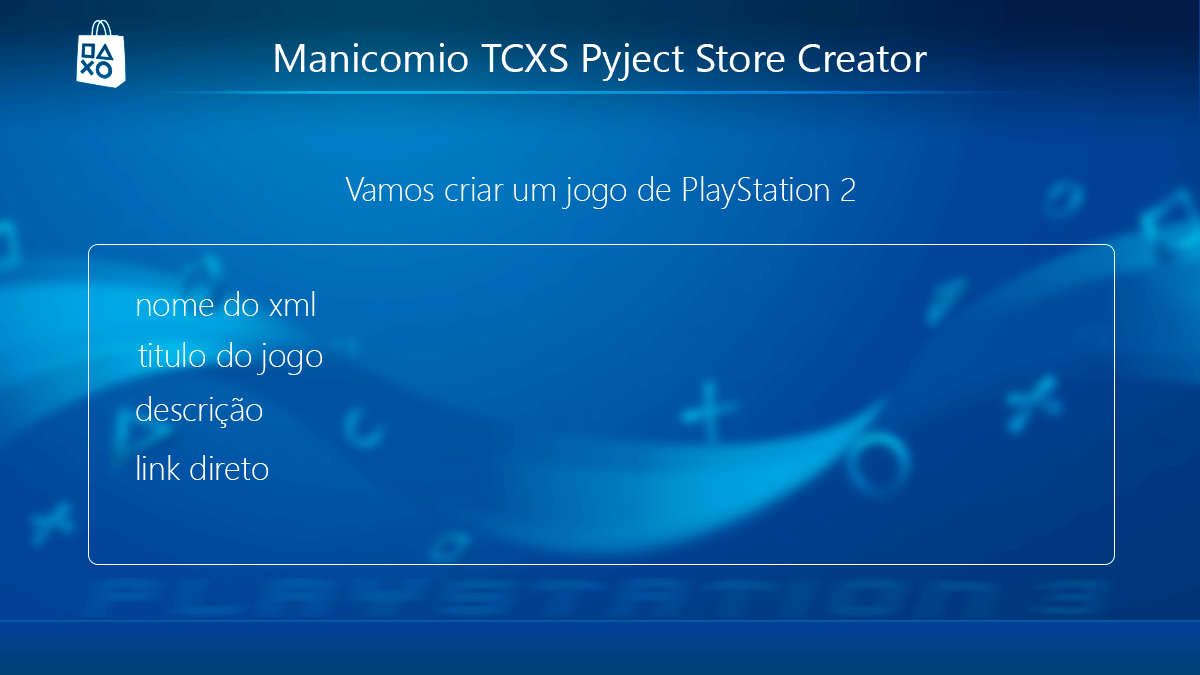 Manicomio TCXS Pyject Store Creator
Vamos criar um jogo de PlayStation 2
nome do xml
titulo do jogo
descrição
link direto
PLAYSTATION 3